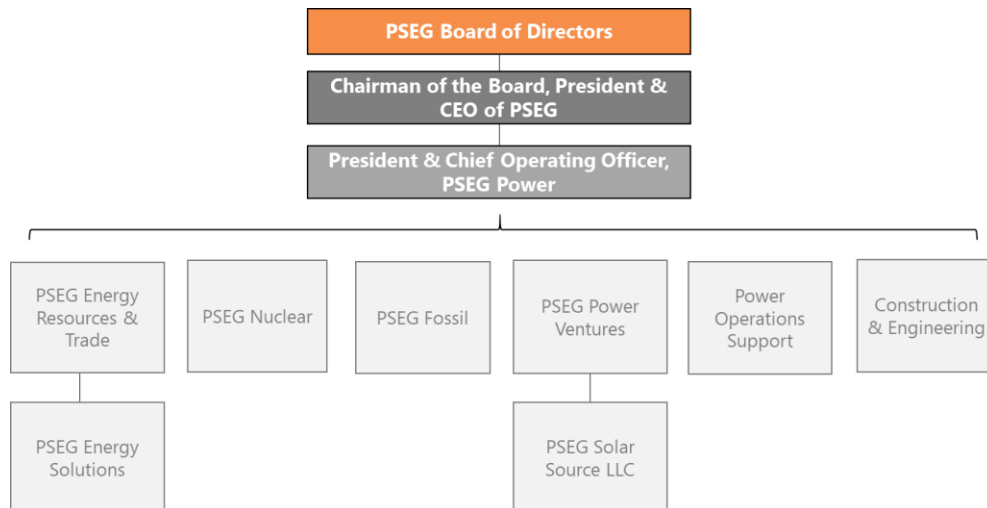 PSEG Board of Directors
Chairman of the Board, President &
CEO of PSEG
President & Chief Operating Officer,
PSEG Power
PSEG Energy
Resources &
Trade
PSEG Nuclear
PSEG Fossil
PSEG Power
Ventures
Power
Operations
Support
Construction
& Engineering
PSEG Energy
Solutions
PSEG Solar
Source LLC